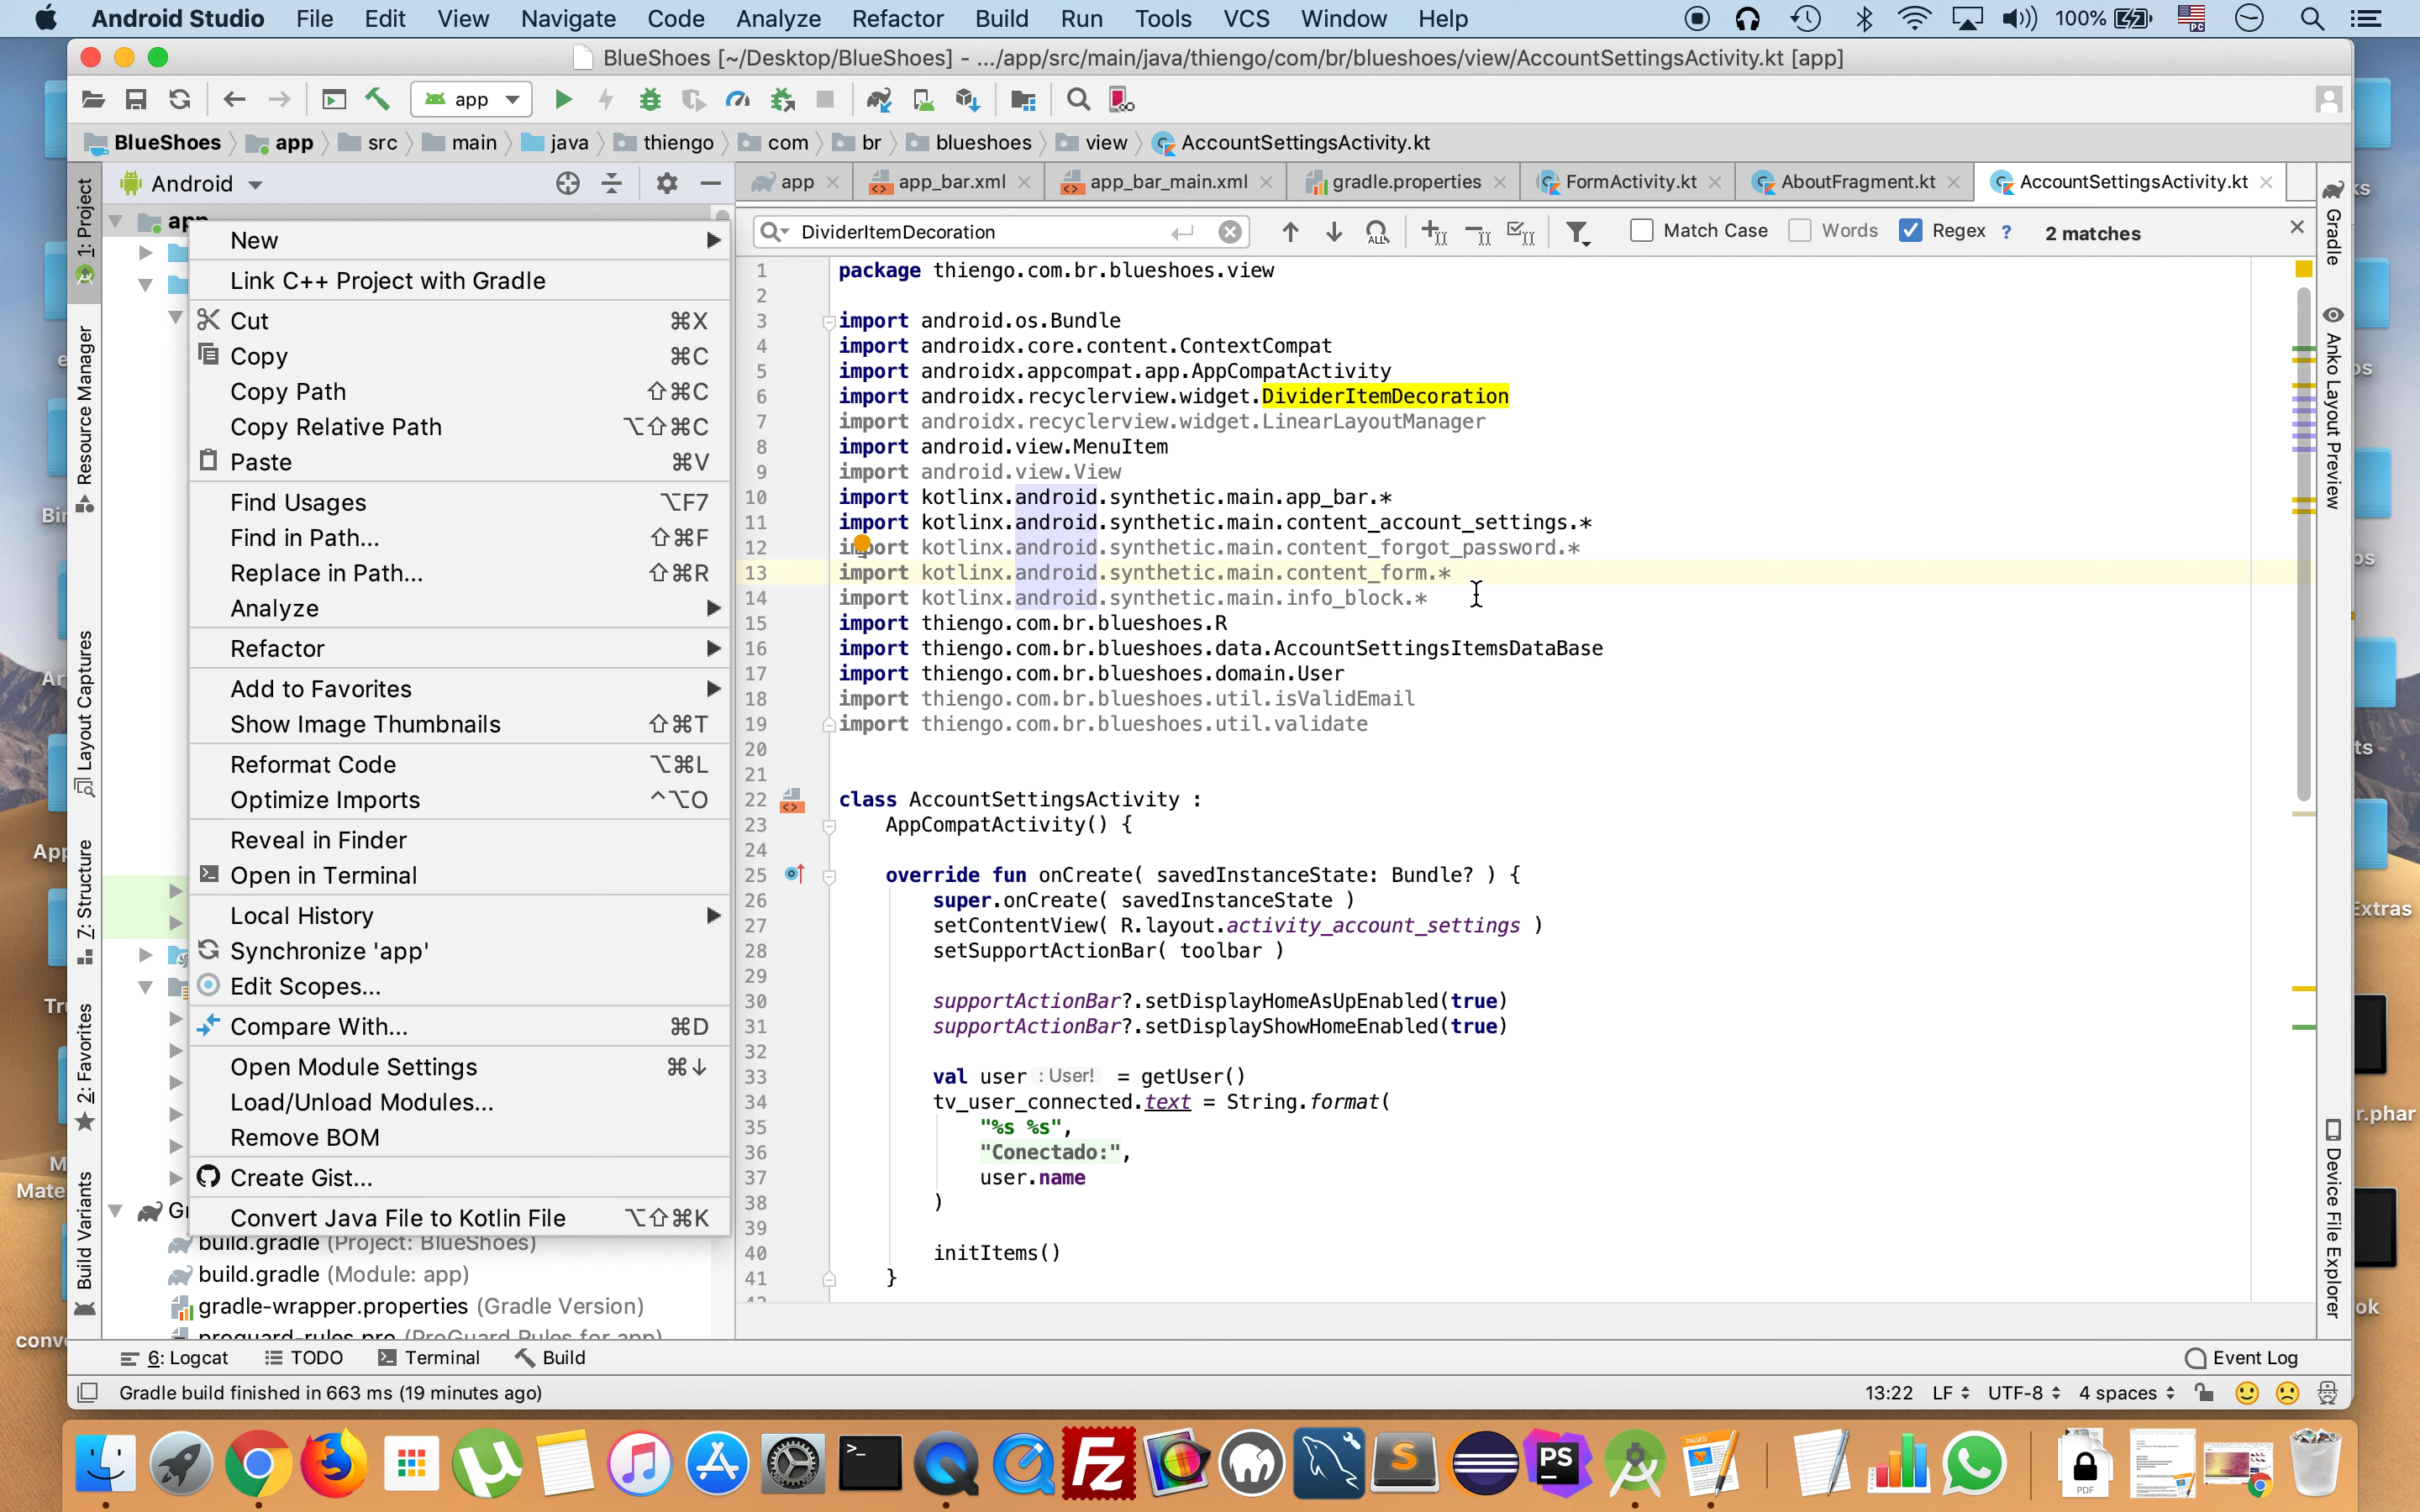 Android Studio File Edit View Navigate Code Analyze Refactor Build Run Tools VCS Window Help 100%
BlueShoes [~/Desktop/BlueShoes] - .../app/src/main/java/thiengo/com/br/blueshoes/view/AccountSettingsActivity.kt [app]
app
BlueShoes app src main java thiengo com br blueshoes view AccountSettingsActivity.kt
Android
app app_bar.xml app_bar_main.xml gradle.properties FormActivity.kt AboutFragment.kt AccountSettingsActivity.kt
DividerItemDecoration Match Case Words Regex ? 2 matches
1: Project
Resource Manager
Layout Captures
7: Structure
2: Favorites
Build Variants
app
New
Link C++ Project with Gradle
Cut ⌘X
Copy ⌘C
Copy Path ⇧⌘C
Copy Relative Path ⌥⇧⌘C
Paste ⌘V
Find Usages ⌥F7
Find in Path... ⇧⌘F
Replace in Path... ⇧⌘R
Analyze
Refactor
Add to Favorites
Show Image Thumbnails ⇧⌘T
Reformat Code ⌥⌘L
Optimize Imports ^⌥O
Reveal in Finder
Open in Terminal
Local History
Synchronize 'app'
Edit Scopes...
Compare With... ⌘D
Open Module Settings ⌘↓
Load/Unload Modules...
Remove BOM
Create Gist...
Convert Java File to Kotlin File ⌥⇧⌘K
build.gradle (Project: BlueShoes)
build.gradle (Module: app)
gradle-wrapper.properties (Gradle Version)
proguard-rules.pro (ProGuard Rules for app)
1 package thiengo.com.br.blueshoes.view
2
3 import android.os.Bundle
4 import androidx.core.content.ContextCompat
5 import androidx.appcompat.app.AppCompatActivity
6 import androidx.recyclerview.widget.DividerItemDecoration
7 import androidx.recyclerview.widget.LinearLayoutManager
8 import android.view.MenuItem
9 import android.view.View
10 import kotlinx.android.synthetic.main.app_bar.*
11 import kotlinx.android.synthetic.main.content_account_settings.*
12 import kotlinx.android.synthetic.main.content_forgot_password.*
13 import kotlinx.android.synthetic.main.content_form.*
14 import kotlinx.android.synthetic.main.info_block.*
15 import thiengo.com.br.blueshoes.R
16 import thiengo.com.br.blueshoes.data.AccountSettingsItemsDataBase
17 import thiengo.com.br.blueshoes.domain.User
18 import thiengo.com.br.blueshoes.util.isValidEmail
19 import thiengo.com.br.blueshoes.util.validate
20
21
22 class AccountSettingsActivity :
23 AppCompatActivity() {
24
25 override fun onCreate( savedInstanceState: Bundle? ) {
26 super.onCreate( savedInstanceState )
27 setContentView( R.layout.activity_account_settings )
28 setSupportActionBar( toolbar )
29
30 supportActionBar?.setDisplayHomeAsUpEnabled(true)
31 supportActionBar?.setDisplayShowHomeEnabled(true)
32
33 val user : User! = getUser()
34 tv_user_connected.text = String.format(
35 "%s %s",
36 "Conectado:",
37 user.name
38 )
39
40 initItems()
41 }
Gradle
Anko Layout Preview
Device File Explorer
6: Logcat TODO Terminal Build Event Log
Gradle build finished in 663 ms (19 minutes ago) 13:22 LF UTF-8 4 spaces
Extras
r.phar
PAGES
PDF